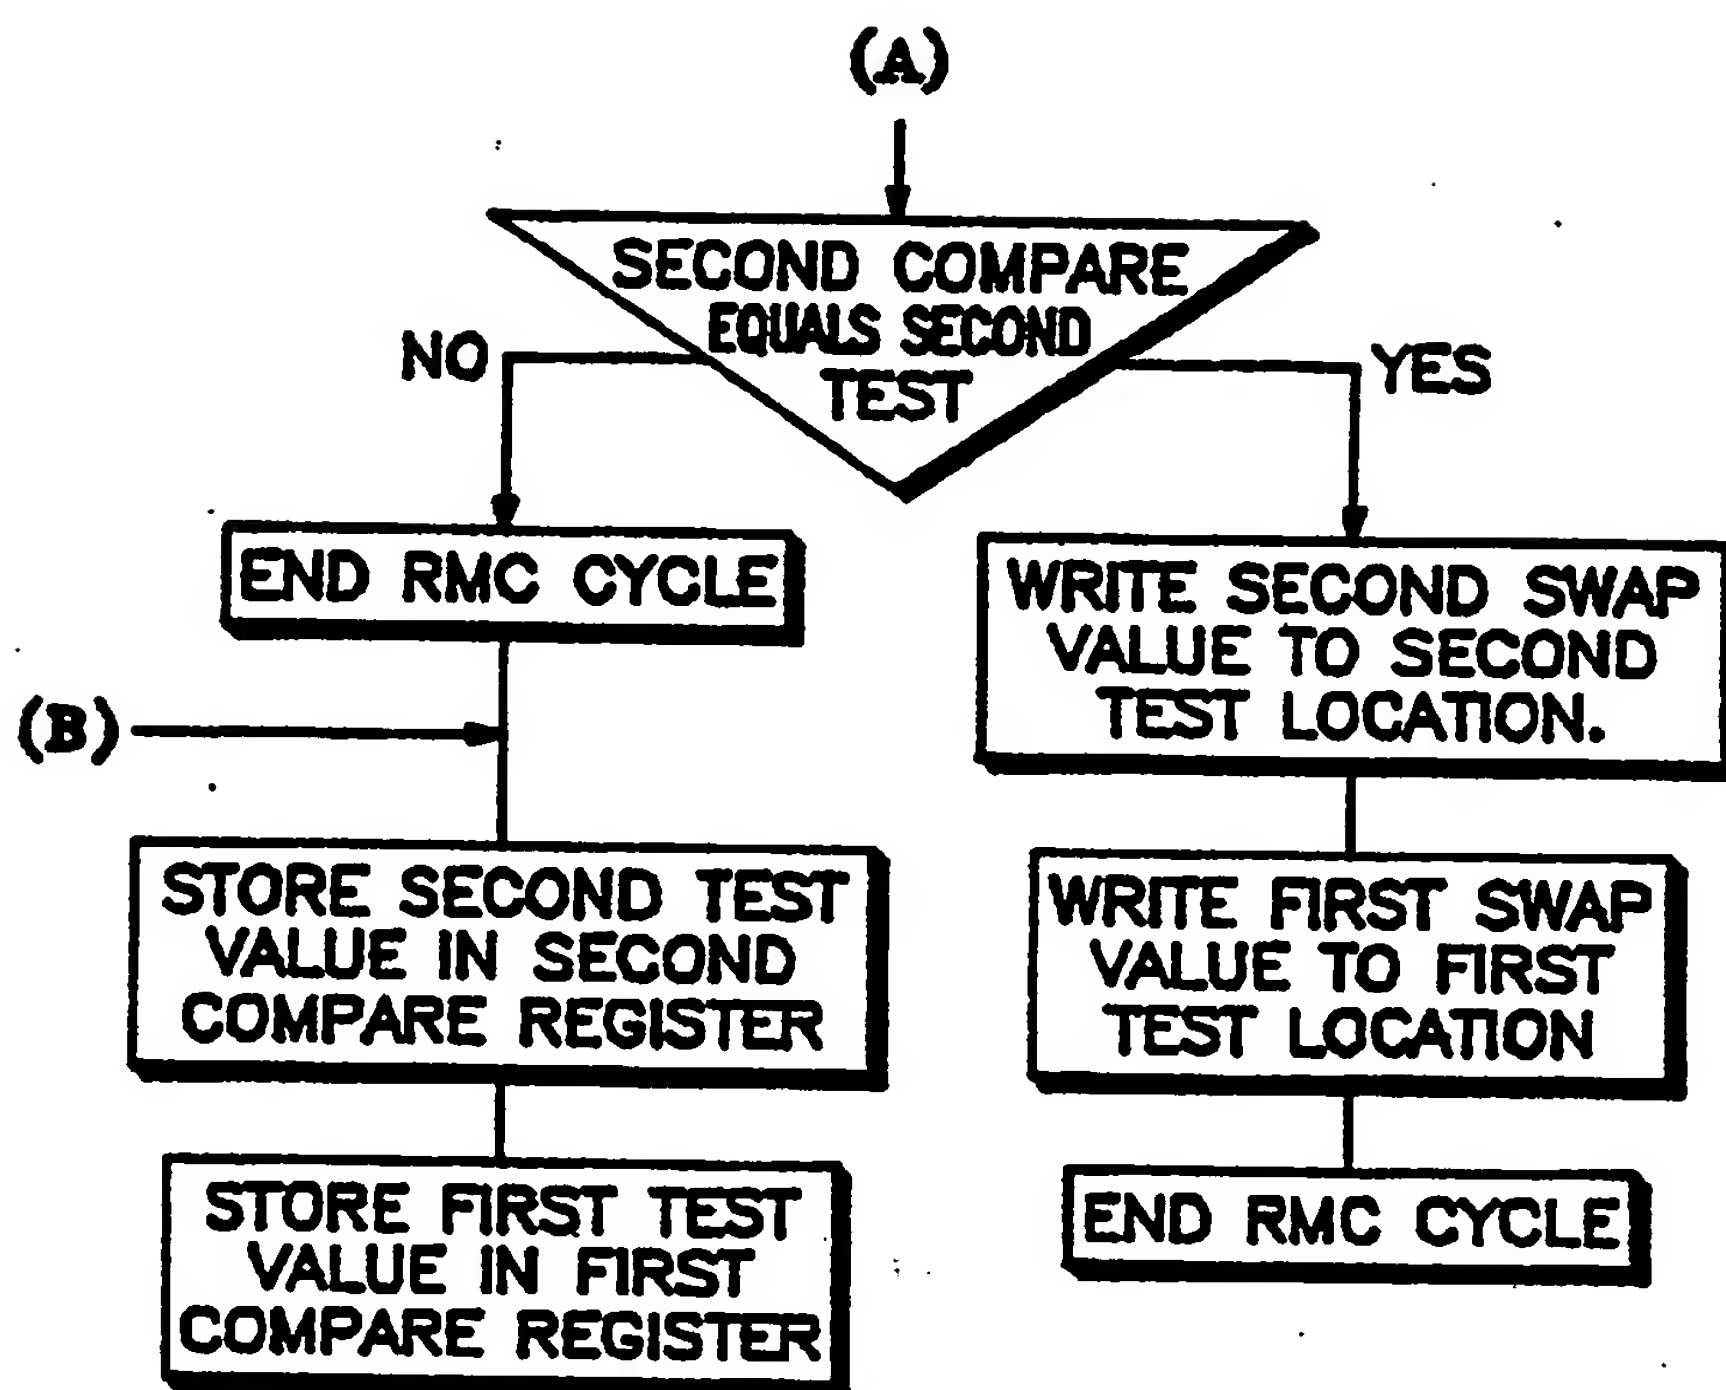 (A)
SECOND COMPARE
EQUALS SECOND
TEST
NO
YES
END RMC CYCLE
WRITE SECOND SWAP
VALUE TO SECOND
TEST LOCATION.
(B)
STORE SECOND TEST
VALUE IN SECOND
COMPARE REGISTER
WRITE FIRST SWAP
VALUE TO FIRST
TEST LOCATION
STORE FIRST TEST
VALUE IN FIRST
COMPARE REGISTER
END RMC CYCLE